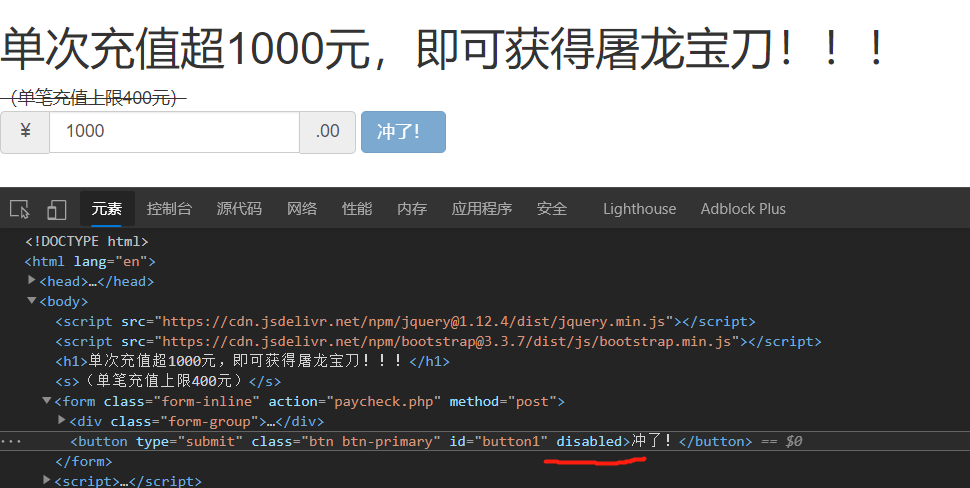 单次充值超1000元，即可获得屠龙宝刀！！！
（单笔充值上限400元）
¥ 1000 .00 冲了！
元素 控制台 源代码 网络 性能 内存 应用程序 安全 Lighthouse Adblock Plus
<!DOCTYPE html>
<html lang="en">
<head>…</head>
<body>
<script src="https://cdn.jsdelivr.net/npm/jquery@1.12.4/dist/jquery.min.js"></script>
<script src="https://cdn.jsdelivr.net/npm/bootstrap@3.3.7/dist/js/bootstrap.min.js"></script>
<h1>单次充值超1000元，即可获得屠龙宝刀！！！</h1>
<s>（单笔充值上限400元）</s>
<form class="form-inline" action="paycheck.php" method="post">
<div class="form-group">…</div>
<button type="submit" class="btn btn-primary" id="button1" disabled>冲了！</button> == $0
</form>
<script>…</script>